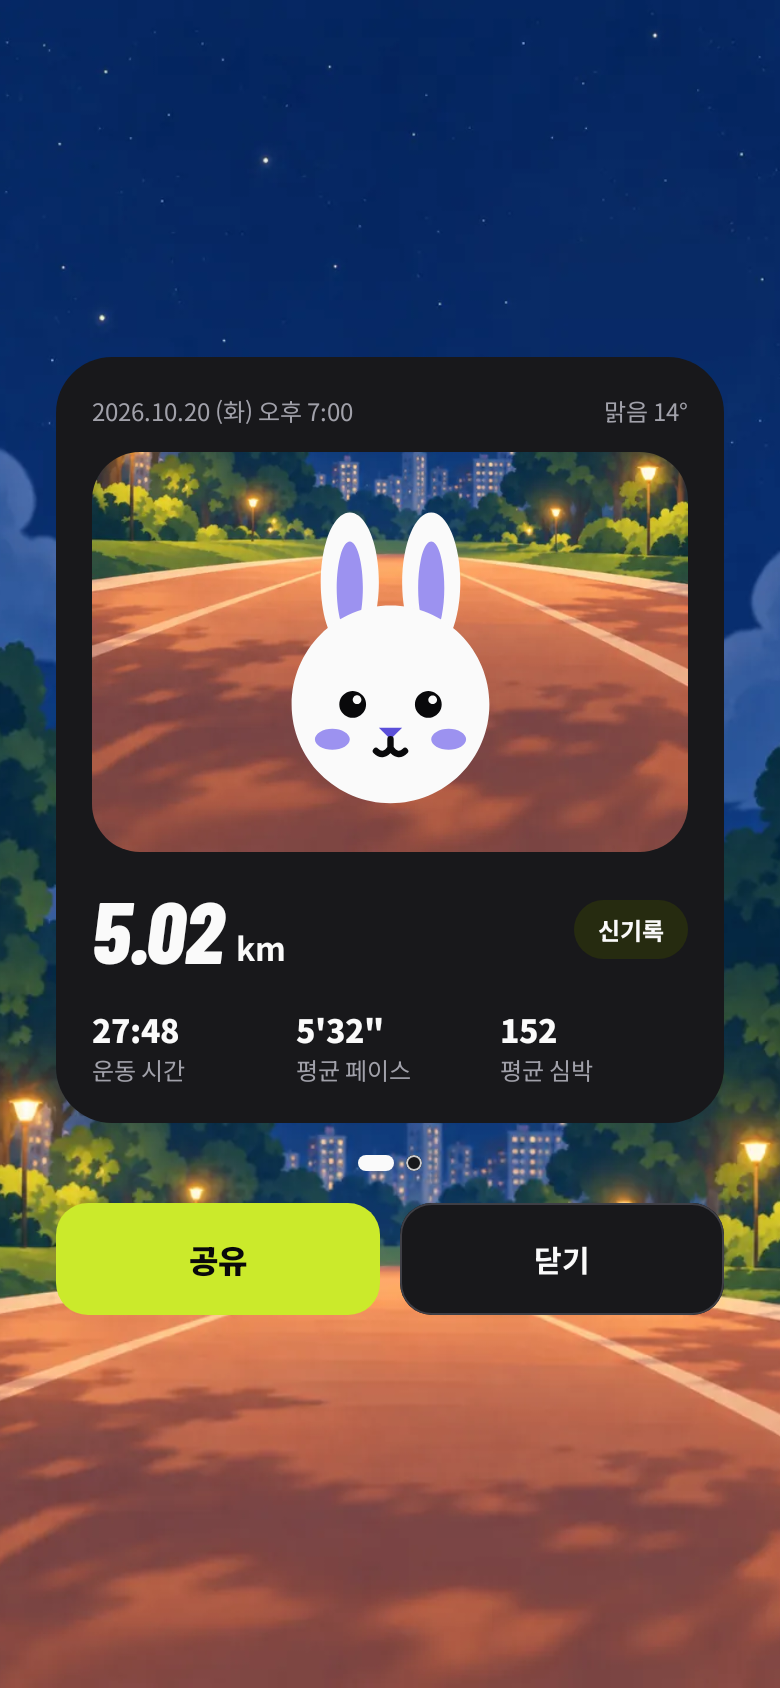 2026.10.20 (화) 오후 7:00 맑음 14°
5.02 km 신기록
27:48 5'32" 152
운동 시간 평균 페이스 평균 심박
공유 닫기